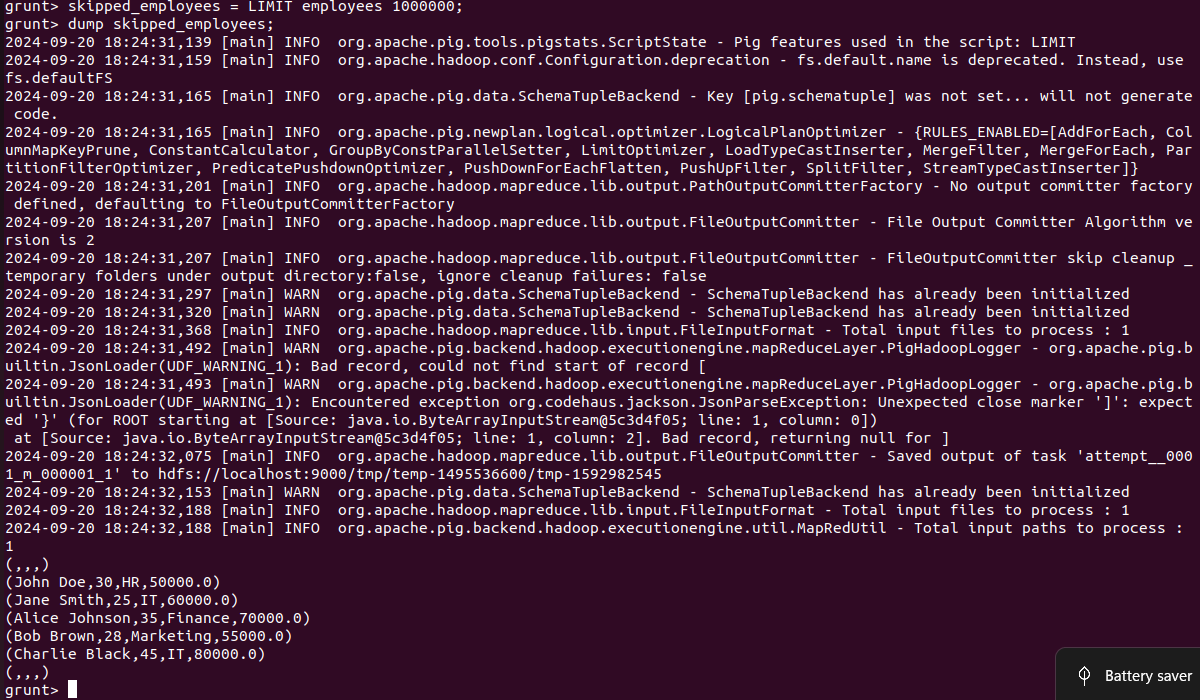 grunt> skipped_employees = LIMIT employees 1000000;
grunt> dump skipped_employees;
2024-09-20 18:24:31,139 [main] INFO  org.apache.pig.tools.pigstats.ScriptState - Pig features used in the script: LIMIT
2024-09-20 18:24:31,159 [main] INFO  org.apache.hadoop.conf.Configuration.deprecation - fs.default.name is deprecated. Instead, use
fs.defaultFS
2024-09-20 18:24:31,165 [main] INFO  org.apache.pig.data.SchemaTupleBackend - Key [pig.schematuple] was not set... will not generate
 code.
2024-09-20 18:24:31,165 [main] INFO  org.apache.pig.newplan.logical.optimizer.LogicalPlanOptimizer - {RULES_ENABLED=[AddForEach, Col
umnMapKeyPrune, ConstantCalculator, GroupByConstParallelSetter, LimitOptimizer, LoadTypeCastInserter, MergeFilter, MergeForEach, Par
titionFilterOptimizer, PredicatePushdownOptimizer, PushDownForEachFlatten, PushUpFilter, SplitFilter, StreamTypeCastInserter]}
2024-09-20 18:24:31,201 [main] INFO  org.apache.hadoop.mapreduce.lib.output.PathOutputCommitterFactory - No output committer factory
 defined, defaulting to FileOutputCommitterFactory
2024-09-20 18:24:31,207 [main] INFO  org.apache.hadoop.mapreduce.lib.output.FileOutputCommitter - File Output Committer Algorithm ve
rsion is 2
2024-09-20 18:24:31,207 [main] INFO  org.apache.hadoop.mapreduce.lib.output.FileOutputCommitter - FileOutputCommitter skip cleanup _
temporary folders under output directory:false, ignore cleanup failures: false
2024-09-20 18:24:31,297 [main] WARN  org.apache.pig.data.SchemaTupleBackend - SchemaTupleBackend has already been initialized
2024-09-20 18:24:31,320 [main] WARN  org.apache.pig.data.SchemaTupleBackend - SchemaTupleBackend has already been initialized
2024-09-20 18:24:31,368 [main] INFO  org.apache.hadoop.mapreduce.lib.input.FileInputFormat - Total input files to process : 1
2024-09-20 18:24:31,492 [main] WARN  org.apache.pig.backend.hadoop.executionengine.mapReduceLayer.PigHadoopLogger - org.apache.pig.b
uiltin.JsonLoader(UDF_WARNING_1): Bad record, could not find start of record [
2024-09-20 18:24:31,493 [main] WARN  org.apache.pig.backend.hadoop.executionengine.mapReduceLayer.PigHadoopLogger - org.apache.pig.b
uiltin.JsonLoader(UDF_WARNING_1): Encountered exception org.codehaus.jackson.JsonParseException: Unexpected close marker ']': expect
ed '}' (for ROOT starting at [Source: java.io.ByteArrayInputStream@5c3d4f05; line: 1, column: 0])
 at [Source: java.io.ByteArrayInputStream@5c3d4f05; line: 1, column: 2]. Bad record, returning null for ]
2024-09-20 18:24:32,075 [main] INFO  org.apache.hadoop.mapreduce.lib.output.FileOutputCommitter - Saved output of task 'attempt__000
1_m_000001_1' to hdfs://localhost:9000/tmp/temp-1495536600/tmp-1592982545
2024-09-20 18:24:32,153 [main] WARN  org.apache.pig.data.SchemaTupleBackend - SchemaTupleBackend has already been initialized
2024-09-20 18:24:32,188 [main] INFO  org.apache.hadoop.mapreduce.lib.input.FileInputFormat - Total input files to process : 1
2024-09-20 18:24:32,188 [main] INFO  org.apache.pig.backend.hadoop.executionengine.util.MapRedUtil - Total input paths to process :
1
(,,,)
(John Doe,30,HR,50000.0)
(Jane Smith,25,IT,60000.0)
(Alice Johnson,35,Finance,70000.0)
(Bob Brown,28,Marketing,55000.0)
(Charlie Black,45,IT,80000.0)
(,,,)
grunt>
Battery saver